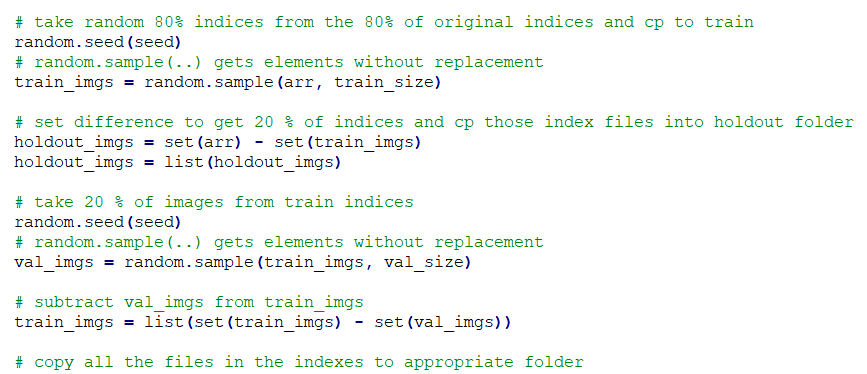 # take random 80% indices from the 80% of original indices and cp to train
random.seed(seed)
# random.sample(..) gets elements without replacement
train_imgs = random.sample(arr, train_size)
# set difference to get 20 % of indices and cp those index files into holdout folder
holdout_imgs = set(arr) - set(train_imgs)
holdout_imgs = list(holdout_imgs)
# take 20 % of images from train indices
random.seed(seed)
# random.sample(..) gets elements without replacement
val_imgs = random.sample(train_imgs, val_size)
# subtract val_imgs from train_imgs
train_imgs = list(set(train_imgs) - set(val_imgs))
# copy all the files in the indexes to appropriate folder